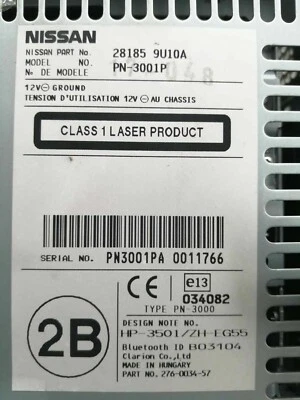 NISSAN
NISSAN PART No. 28185 9U10A
MODEL No. PN-3001P
No DE MODELE
12V⊖ GROUND
TENSION D'UTILISATION 12V ⊖ AU CHASSIS
CLASS 1 LASER PRODUCT
SERIAL NO. PN3001PA 0011766
e13
034082
TYPE PN-3000
2B
DESIGN NOTE No.
HP-3501/ZH-EG55
Bluetooth ID B03104
Clarion Co.,Ltd
MADE IN HUNGARY
PART No. 276-0034-57